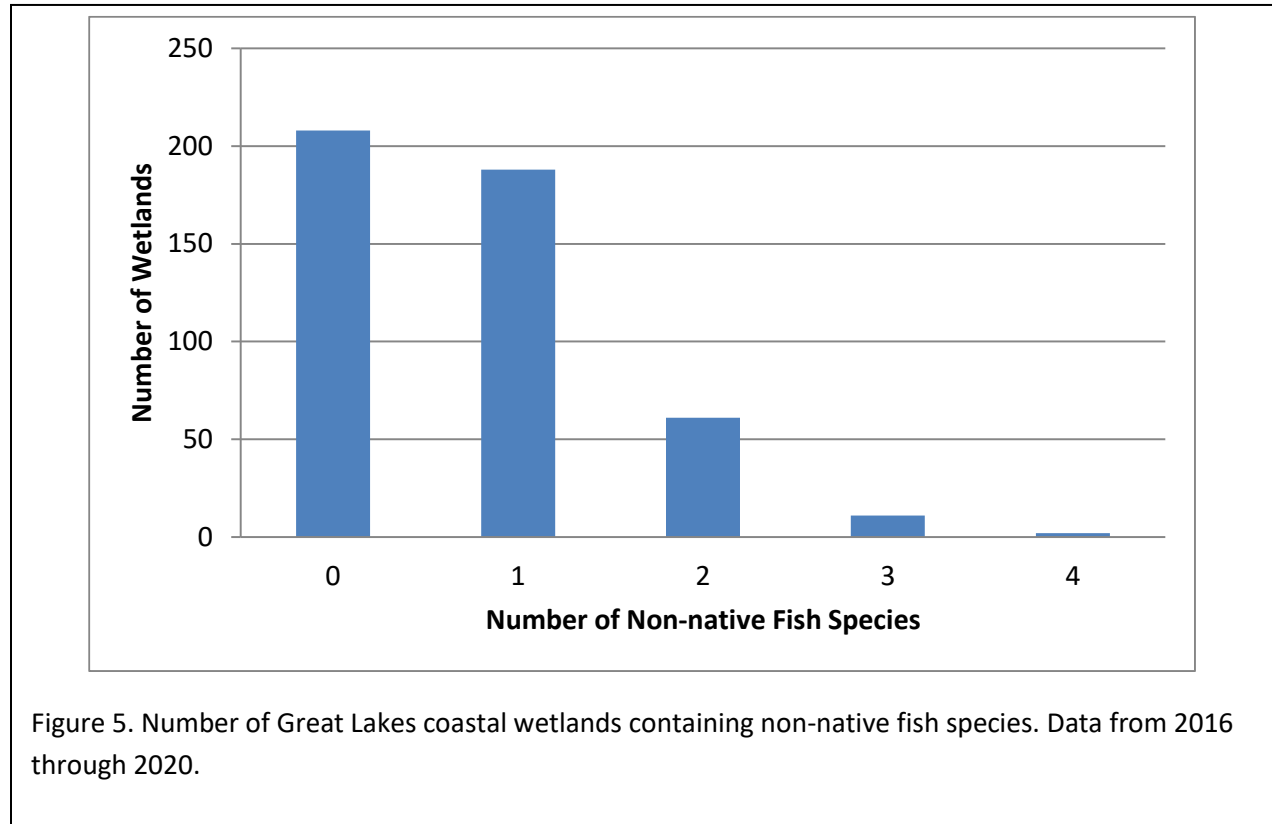 250
200
150
100
50
0
Number of Wetlands
0 1 2 3 4
Number of Non-native Fish Species
Figure 5. Number of Great Lakes coastal wetlands containing non-native fish species. Data from 2016
through 2020.